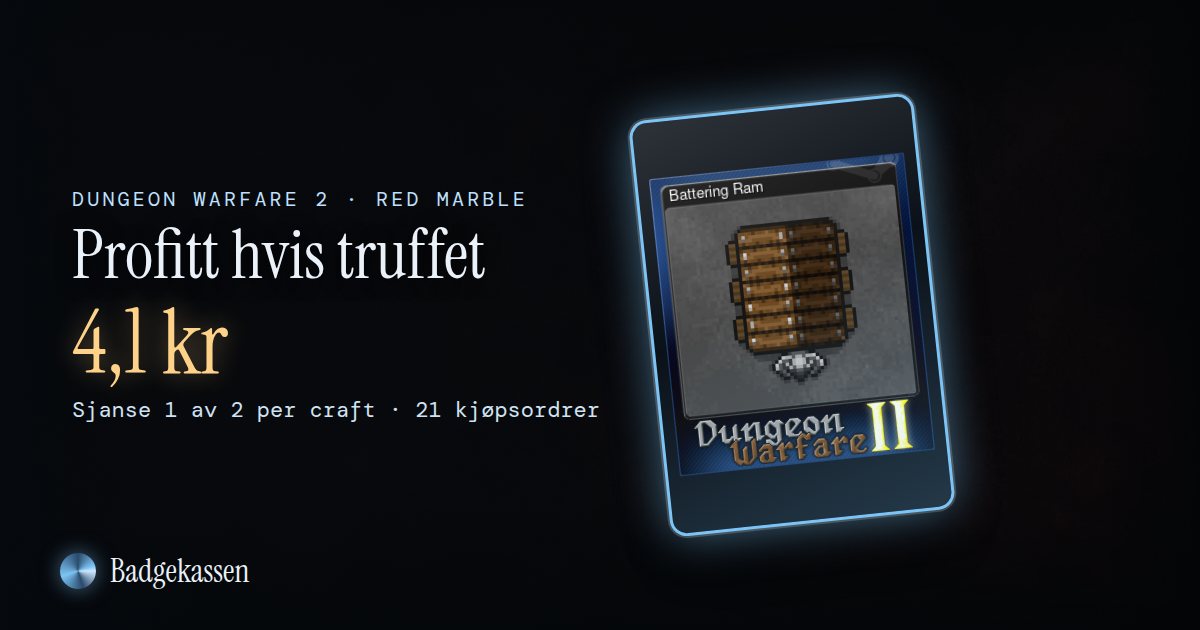 DUNGEON WARFARE 2 · RED MARBLE
Profitt hvis truffet
4,1 kr
Sjanse 1 av 2 per craft · 21 kjøpsordrer
Battering Ram
Dungeon
Warfare II
Badgekassen